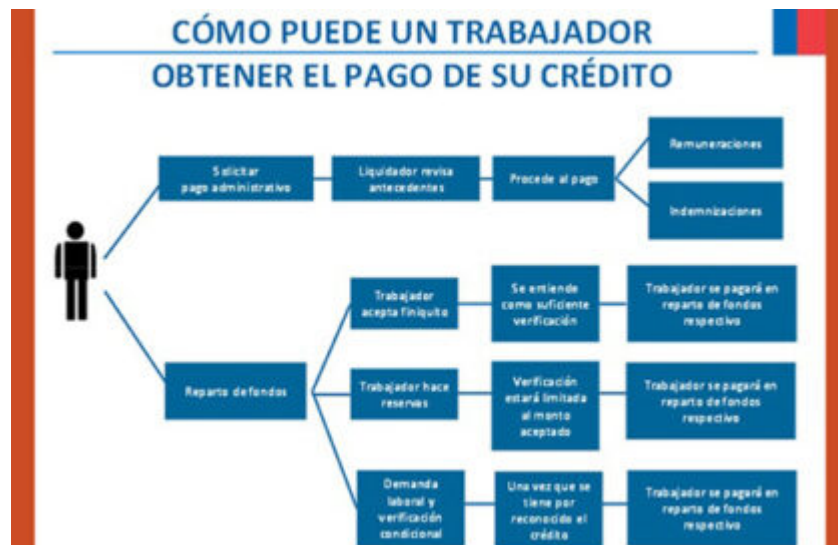 CÓMO PUEDE UN TRABAJADOR
OBTENER EL PAGO DE SU CRÉDITO
Solicitar
pago administrativo
Liquidador revisa
antecedentes
Procede al pago
Remuneraciones
Indemnizaciones
Reparto de fondos
Trabajador
acepta finiquito
Se entiende
como suficiente
verificación
Trabajador se pagará en
reparto de fondos
respectivo
Trabajador hace
reservas
Verificación
estará limitada
al monto
aceptado
Trabajador se pagará en
reparto de fondos
respectivo
Demanda
laboral y
verificación
condicional
Una vez que se
tiene por
reconocido el
crédito
Trabajador se pagará en
reparto de fondos
respectivo